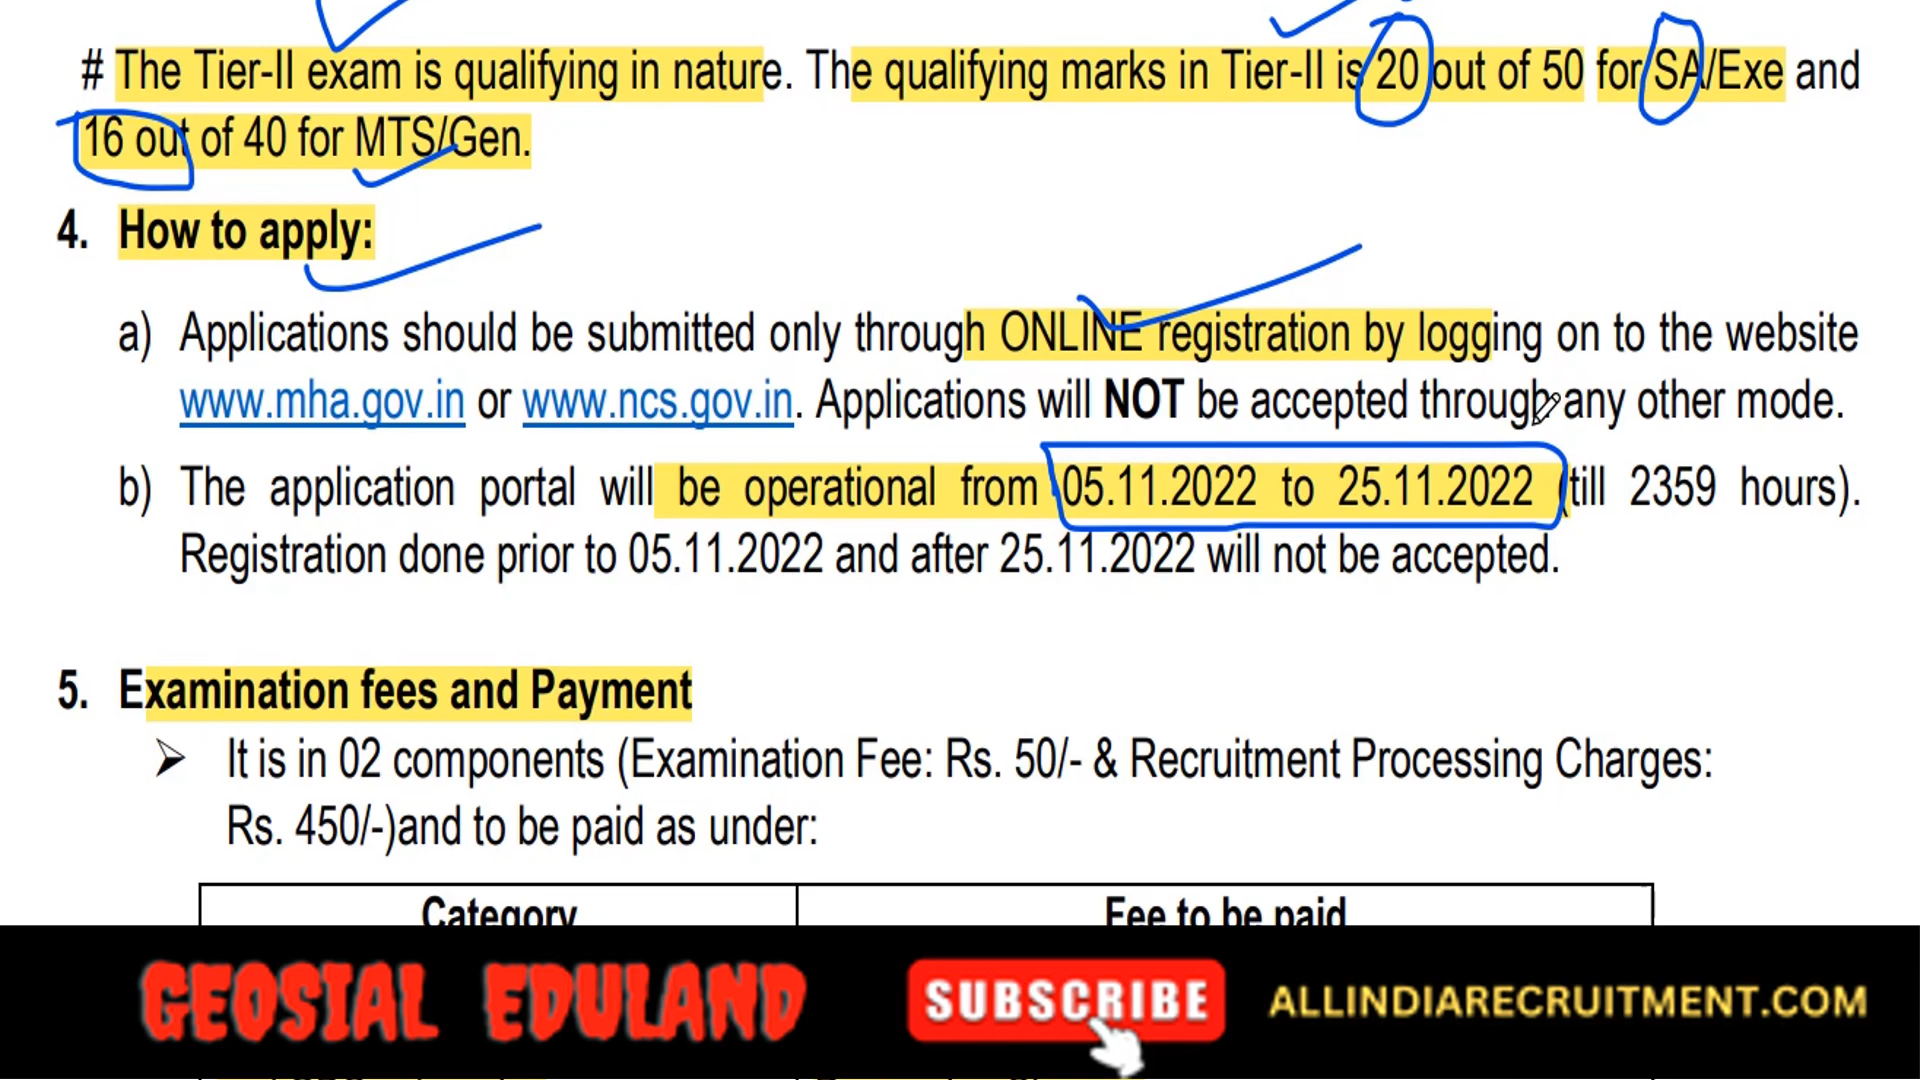 # The Tier-II exam is qualifying in nature. The qualifying marks in Tier-II is 20 out of 50 for SA/Exe and
16 out of 40 for MTS/Gen.
4. How to apply:
a) Applications should be submitted only through ONLINE registration by logging on to the website
www.mha.gov.in or www.ncs.gov.in. Applications will NOT be accepted through any other mode.
b) The application portal will be operational from 05.11.2022 to 25.11.2022 (till 2359 hours).
Registration done prior to 05.11.2022 and after 25.11.2022 will not be accepted.
5. Examination fees and Payment
➢ It is in 02 components (Examination Fee: Rs. 50/- & Recruitment Processing Charges:
Rs. 450/-)and to be paid as under:
Category Fee to be paid
GEOSIAL EDULAND SUBSCRIBE ALLINDIARECRUITMENT.COM